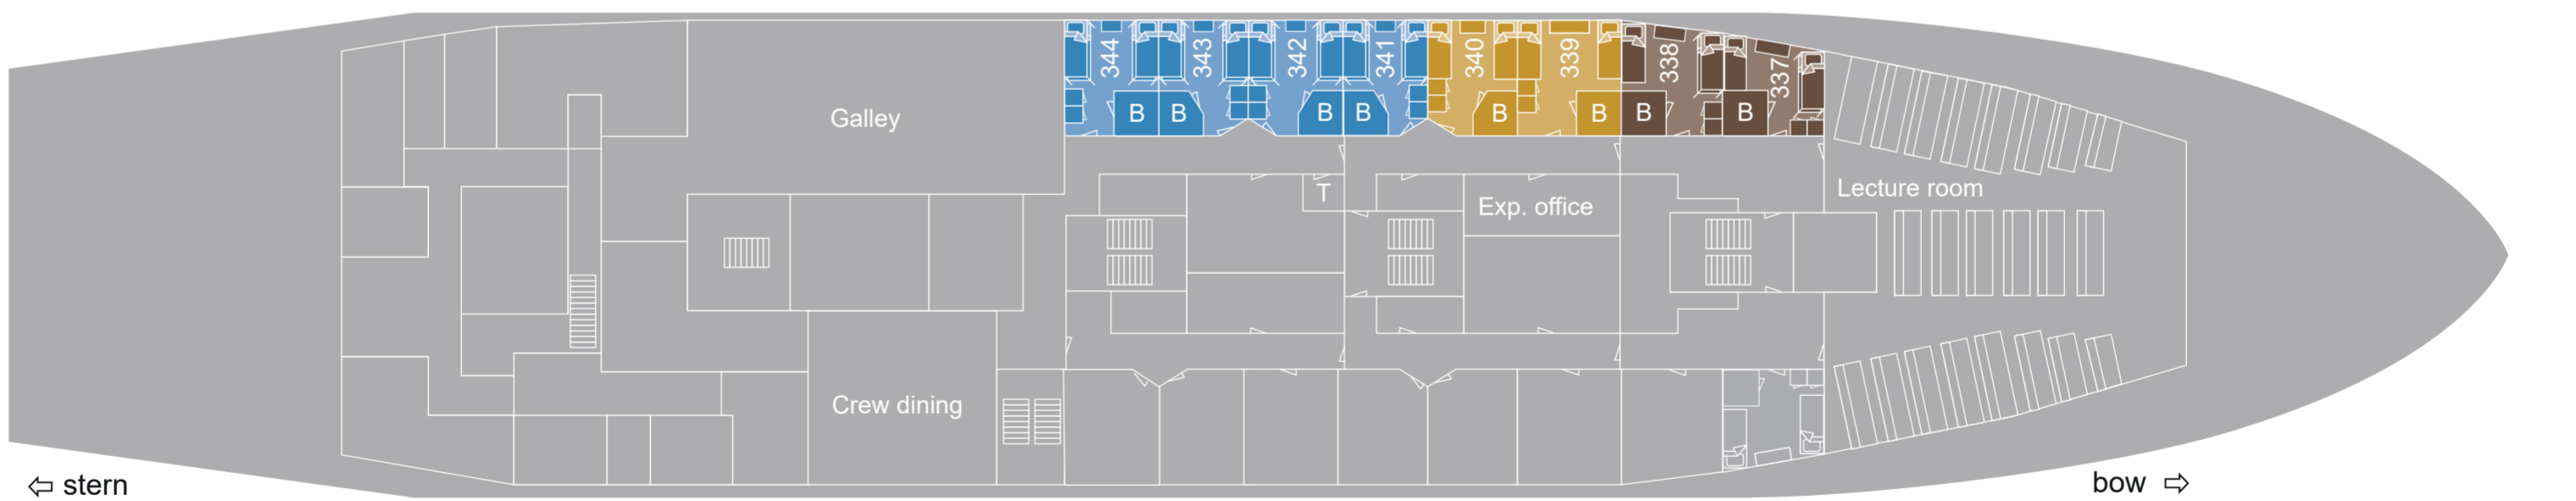 344 343 342 341 340 339 338 337
B B B B B B B B
Galley
T
Exp. office
Lecture room
Crew dining
⇦ stern
bow ⇨